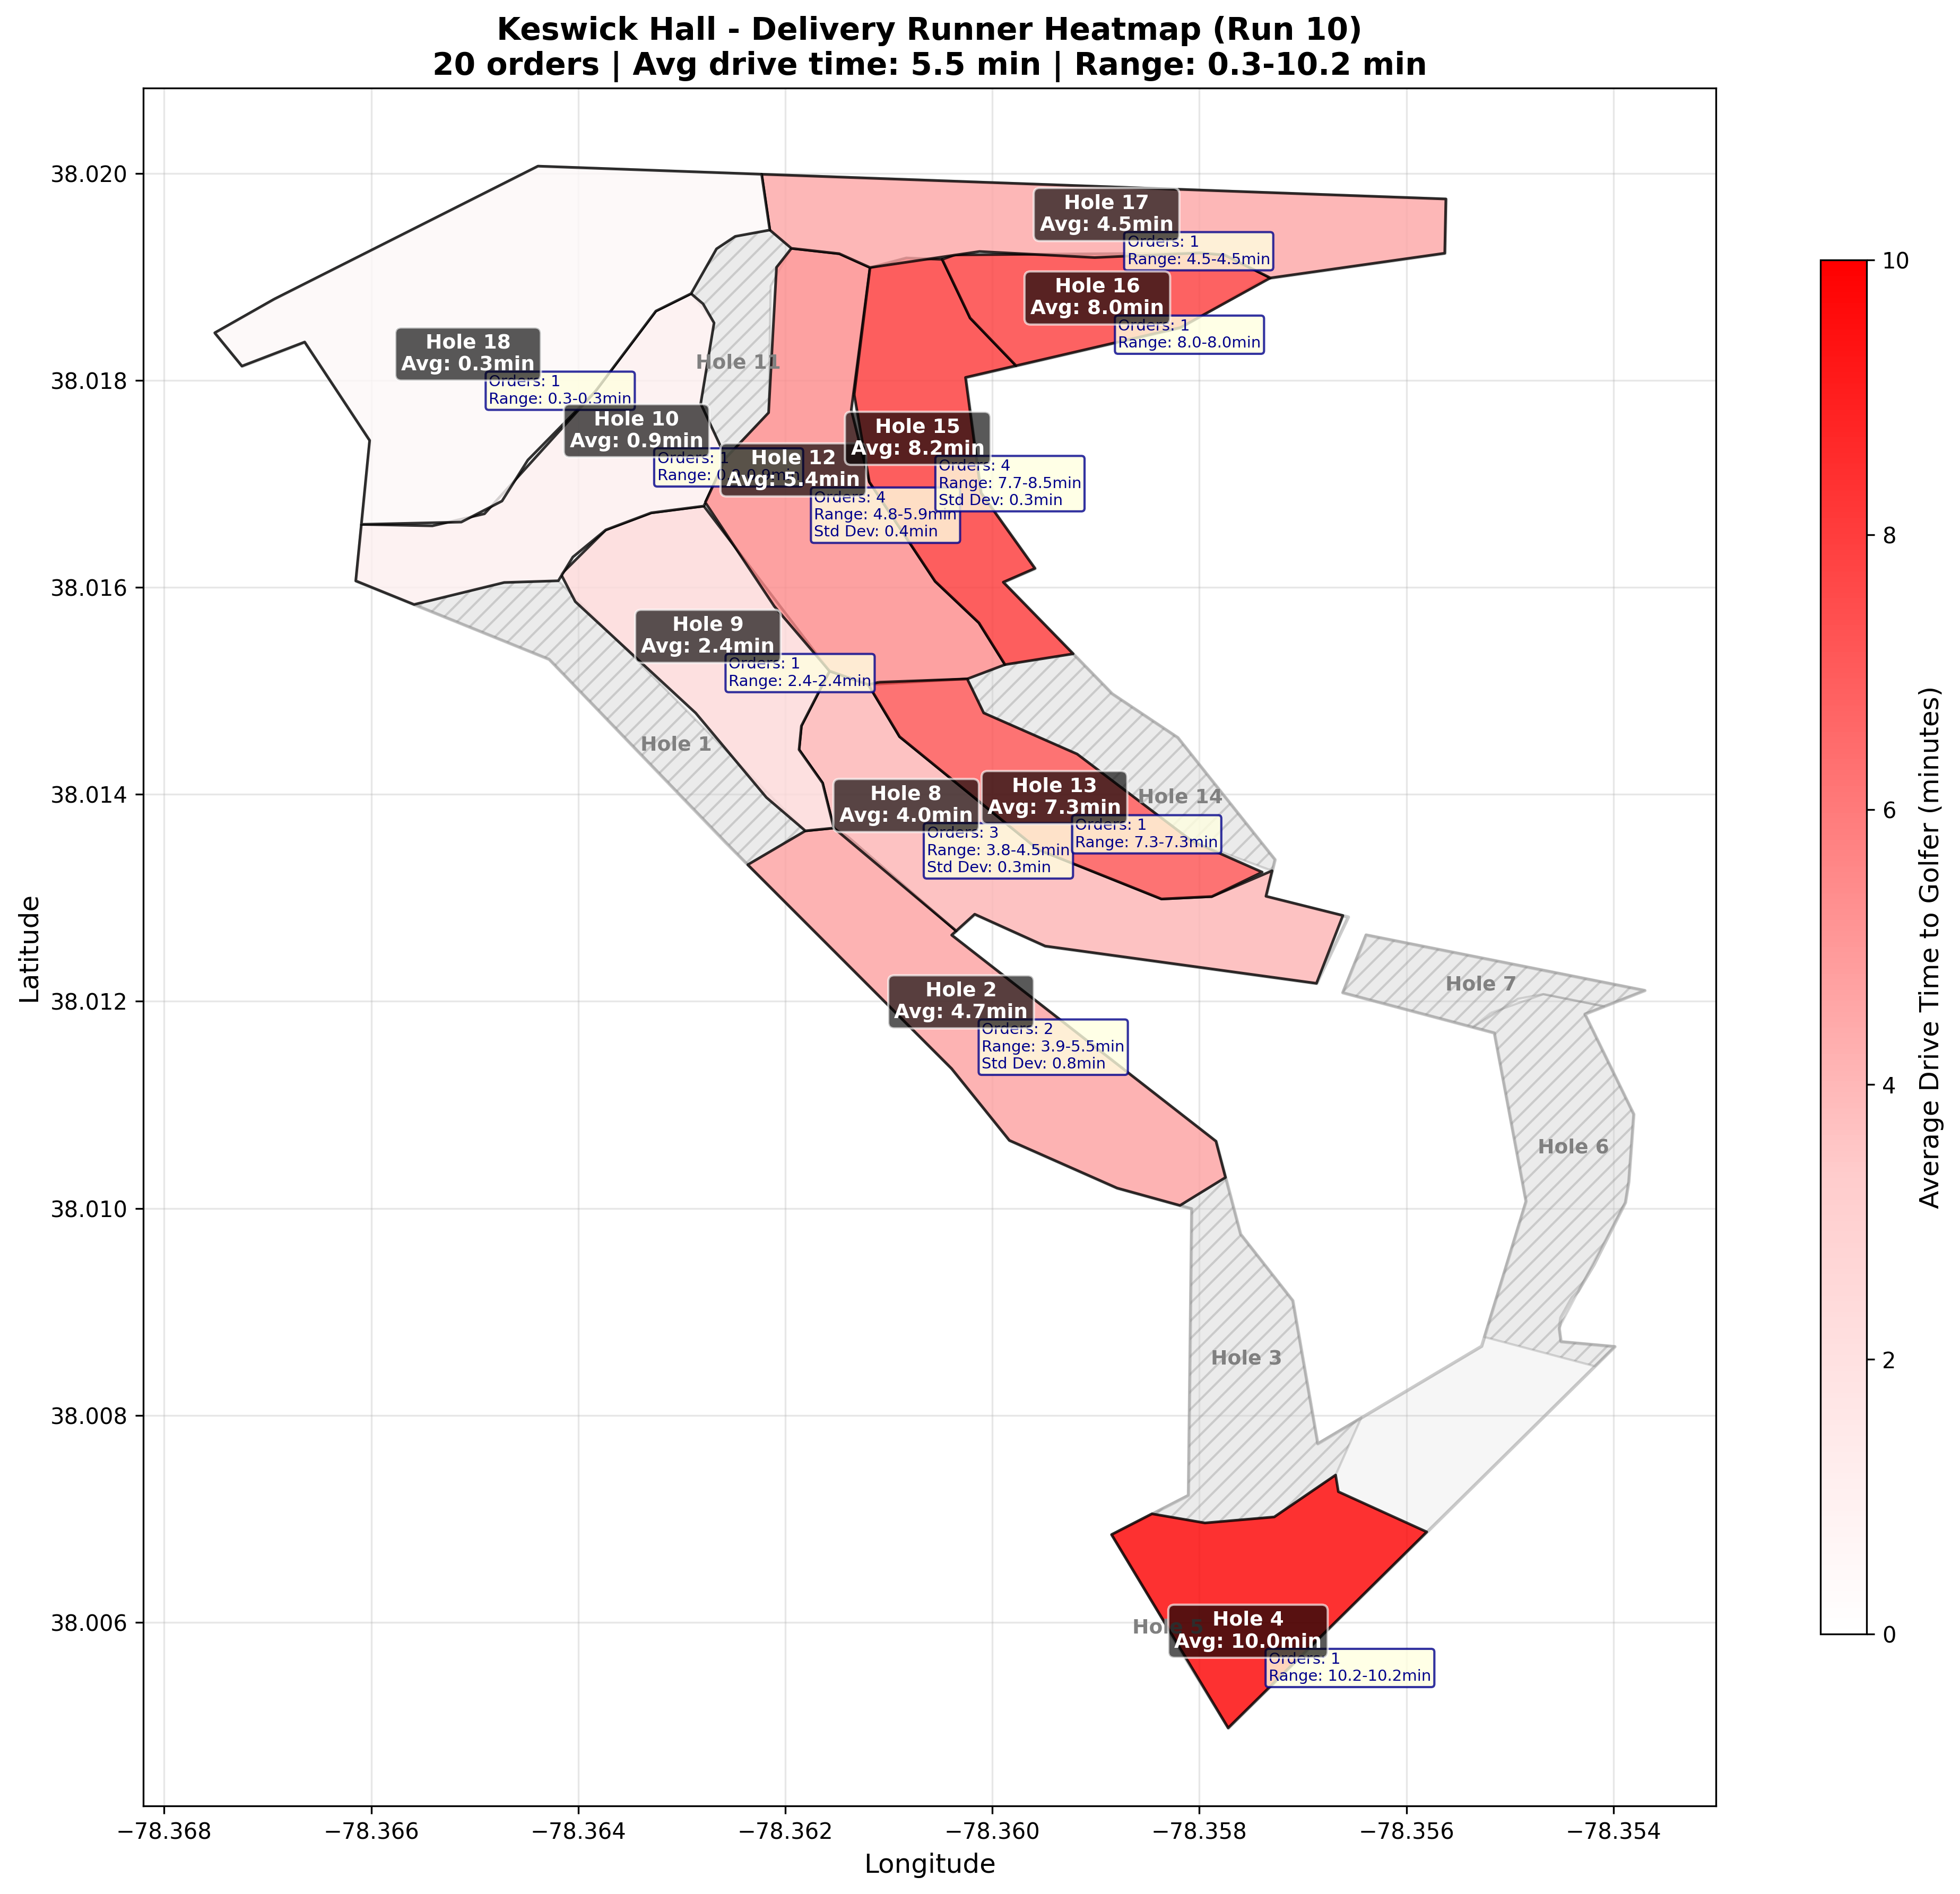 Keswick Hall - Delivery Runner Heatmap (Run 10)
20 orders | Avg drive time: 5.5 min | Range: 0.3-10.2 min
Hole 17
Avg: 4.5min
Orders: 1
Range: 4.5-4.5min
Hole 16
Avg: 8.0min
Orders: 1
Range: 8.0-8.0min
Hole 18
Avg: 0.3min
Orders: 1
Range: 0.3-0.3min
Hole 11
Hole 10
Avg: 0.9min
Orders: 1
Range:
Hole 12
Avg: 5.4min
Orders: 4
Range: 4.8-5.9min
Std Dev: 0.4min
Hole 15
Avg: 8.2min
Orders: 4
Range: 7.7-8.5min
Std Dev: 0.3min
Hole 9
Avg: 2.4min
Orders: 1
Range: 2.4-2.4min
Hole 1
Hole 8
Avg: 4.0min
Orders: 3
Range: 3.8-4.5min
Std Dev: 0.3min
Hole 13
Avg: 7.3min
Orders: 1
Range: 7.3-7.3min
Hole 14
Hole 2
Avg: 4.7min
Orders: 2
Range: 3.9-5.5min
Std Dev: 0.8min
Hole 7
Hole 6
Hole 3
Hole 5
Hole 4
Avg: 10.0min
Orders: 1
Range: 10.2-10.2min
38.020
38.018
38.016
38.014
38.012
38.010
38.008
38.006
Latitude
−78.368
−78.366
−78.364
−78.362
−78.360
−78.358
−78.356
−78.354
Longitude
10
8
6
4
2
0
Average Drive Time to Golfer (minutes)